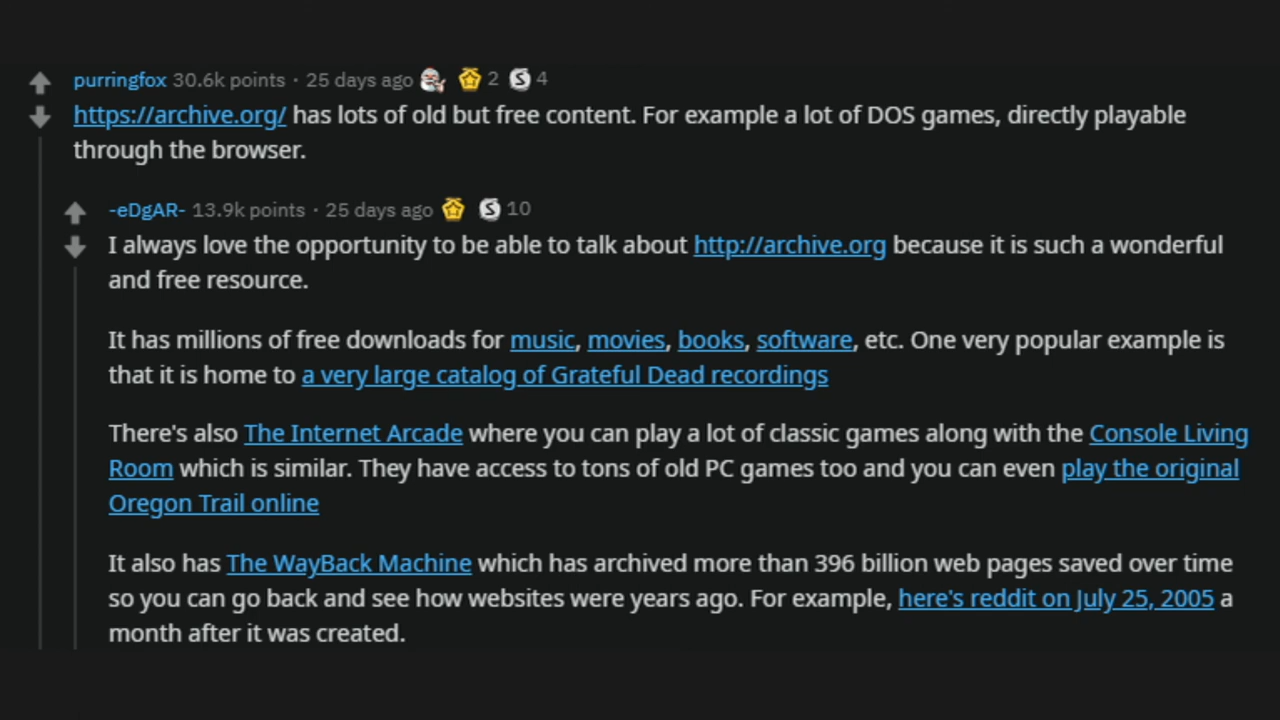 purringfox 30.6k points · 25 days ago 2 4
https://archive.org/ has lots of old but free content. For example a lot of DOS games, directly playable
through the browser.
-eDgAR- 13.9k points · 25 days ago 10
I always love the opportunity to be able to talk about http://archive.org because it is such a wonderful
and free resource.
It has millions of free downloads for music, movies, books, software, etc. One very popular example is
that it is home to a very large catalog of Grateful Dead recordings
There's also The Internet Arcade where you can play a lot of classic games along with the Console Living
Room which is similar. They have access to tons of old PC games too and you can even play the original
Oregon Trail online
It also has The WayBack Machine which has archived more than 396 billion web pages saved over time
so you can go back and see how websites were years ago. For example, here's reddit on July 25, 2005 a
month after it was created.